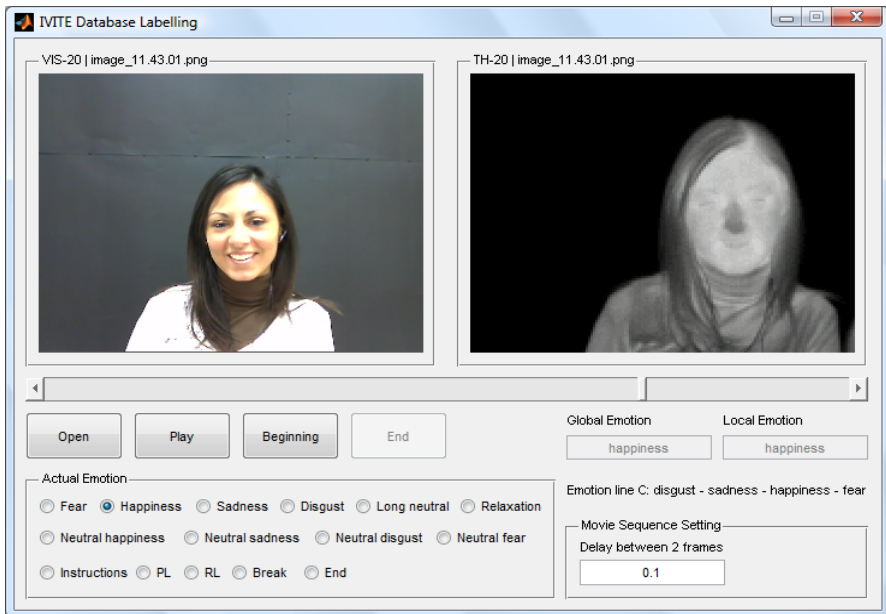 IVITE Database Labelling
VIS-20 | image_11.43.01.png
TH-20 | image_11.43.01.png
Open Play Beginning End
Global Emotion Local Emotion
happiness happiness
Actual Emotion
Fear Happiness Sadness Disgust Long neutral Relaxation
Neutral happiness Neutral sadness Neutral disgust Neutral fear
Instructions PL RL Break End
Emotion line C: disgust - sadness - happiness - fear
Movie Sequence Setting
Delay between 2 frames
0.1